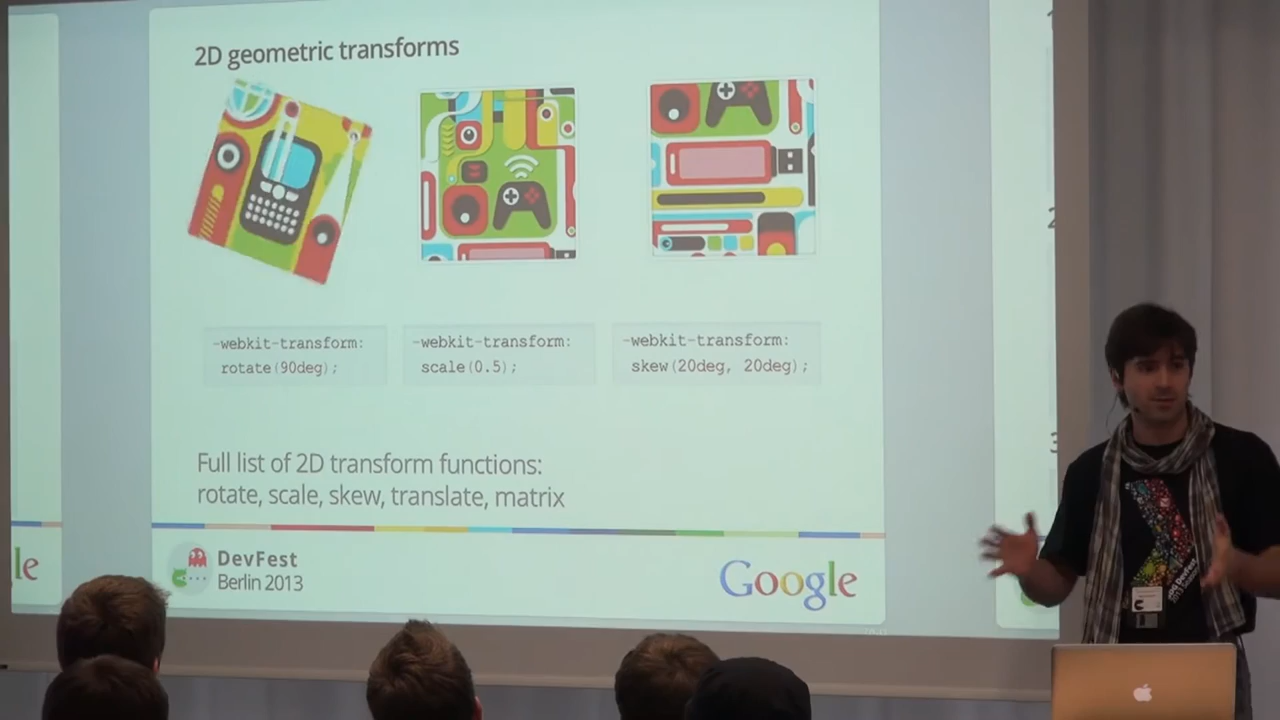 2D geometric transforms
-webkit-transform:
rotate(90deg);
-webkit-transform:
scale(0.5);
-webkit-transform:
skew(20deg, 20deg);
Full list of 2D transform functions:
rotate, scale, skew, translate, matrix
DevFest
Berlin 2013
Google
le